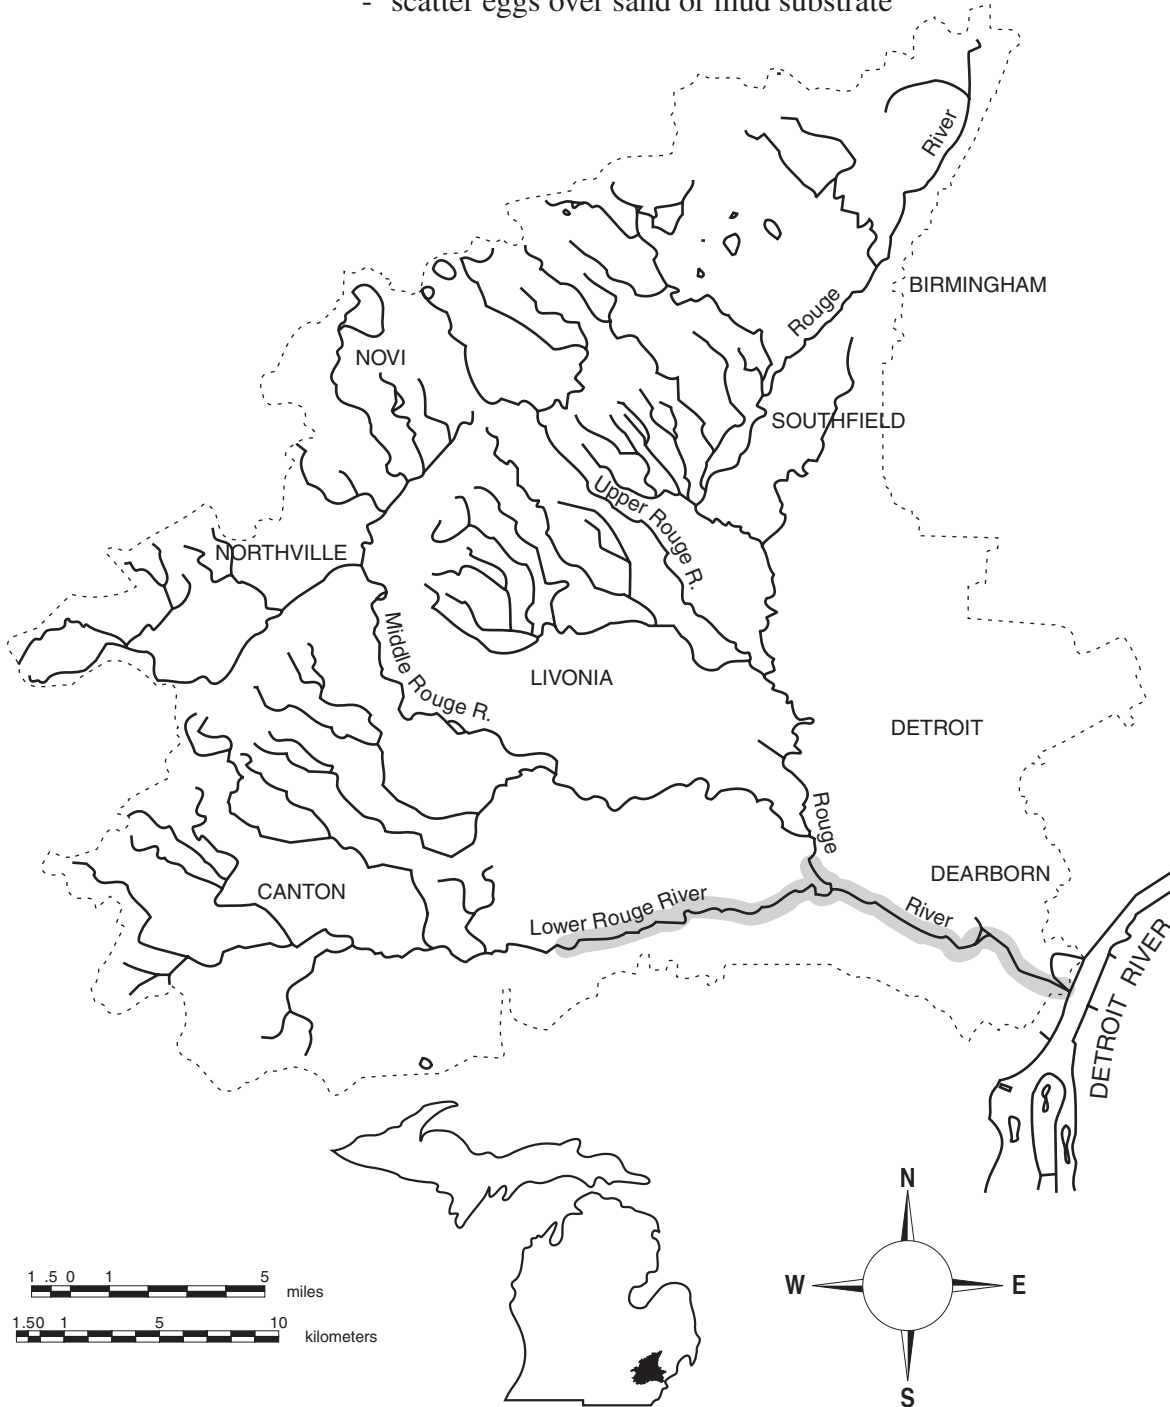 - scatter eggs over sand or mud substrate
River
BIRMINGHAM
Rouge
NOVI
SOUTHFIELD
Upper Rouge R.
NORTHVILLE
Middle Rouge R.
LIVONIA
DETROIT
Rouge
DEARBORN
CANTON
Lower Rouge River
River
DETROIT RIVER
N
W
E
S
1 .5 0 1 5
miles
1.50 1 5 10
kilometers